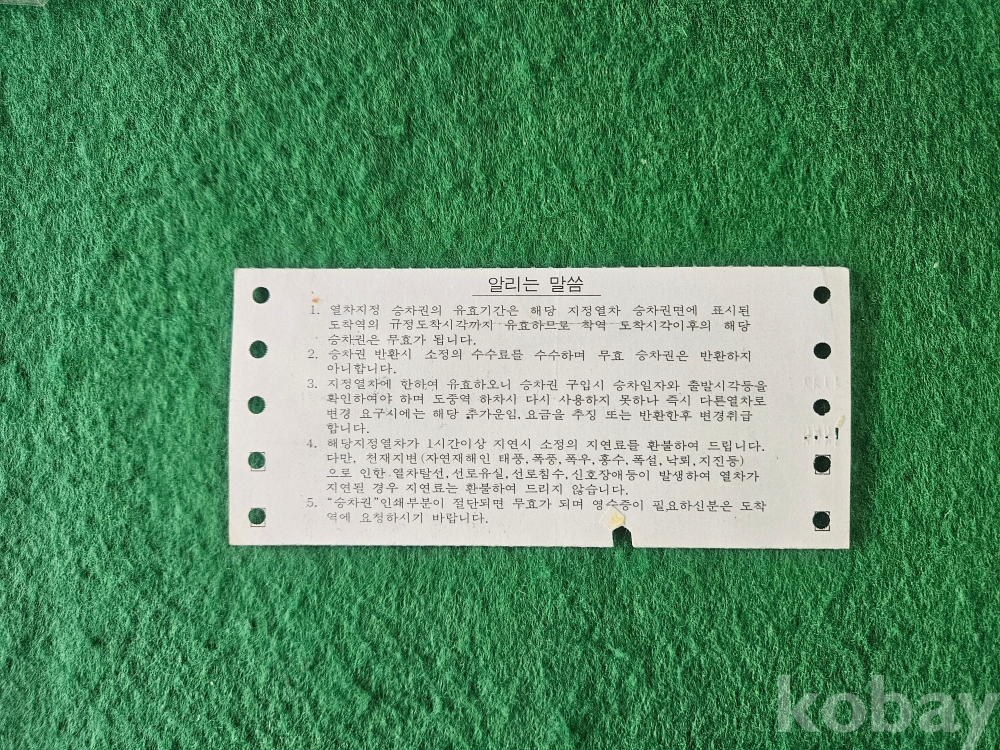 알리는 말씀
1. 열차지정 승차권의 유효기간은 해당 지정열차 승차권면에 표시된
도착역의 규정도착시각까지 유효하므로 착역 도착시각이후의 해당
승차권은 무효가 됩니다.
2. 승차권 반환시 소정의 수수료를 수수하며 무효 승차권은 반환하지
아니합니다.
3. 지정열차에 한하여 유효하오니 승차권 구입시 승차일자와 출발시각등을
확인하여야 하며 도중역 하차시 다시 사용하지 못하나 즉시 다른열차로
변경 요구시에는 해당 추가운임, 요금을 추징 또는 반환한후 변경취급
합니다.
4. 해당지정열차가 1시간이상 지연시 소정의 지연료를 환불하여 드립니다.
다만, 천재지변(자연재해인 태풍, 폭풍, 폭우, 홍수, 폭설, 낙뢰, 지진등)
으로 인한 열차탈선, 선로유실, 선로침수, 신호장애등이 발생하여 열차가
지연될 경우 지연료는 환불하여 드리지 않습니다.
5. “승차권”인쇄부분이 절단되면 무효가 되며 영수증이 필요하신분은 도착
역에 요청하시기 바랍니다.
kobay